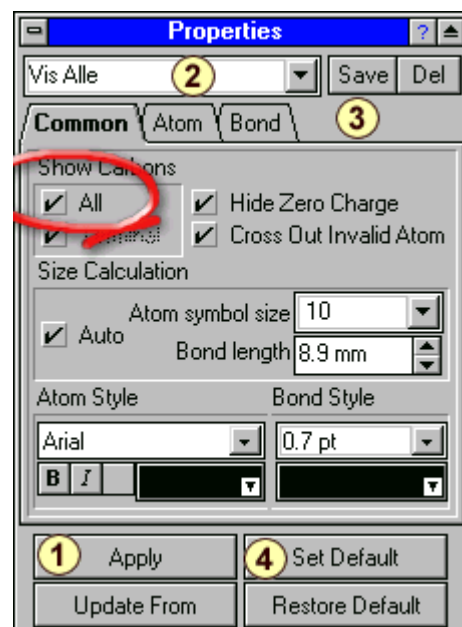 Properties ?
Vis Alle 2 Save Del
Common Atom Bond 3
Show Carbons
All Hide Zero Charge
Cross Out Invalid Atom
Size Calculation
Auto Atom symbol size 10
Bond length 8.9 mm
Atom Style Bond Style
Arial 0.7 pt
B I
1 Apply 4 Set Default
Update From Restore Default